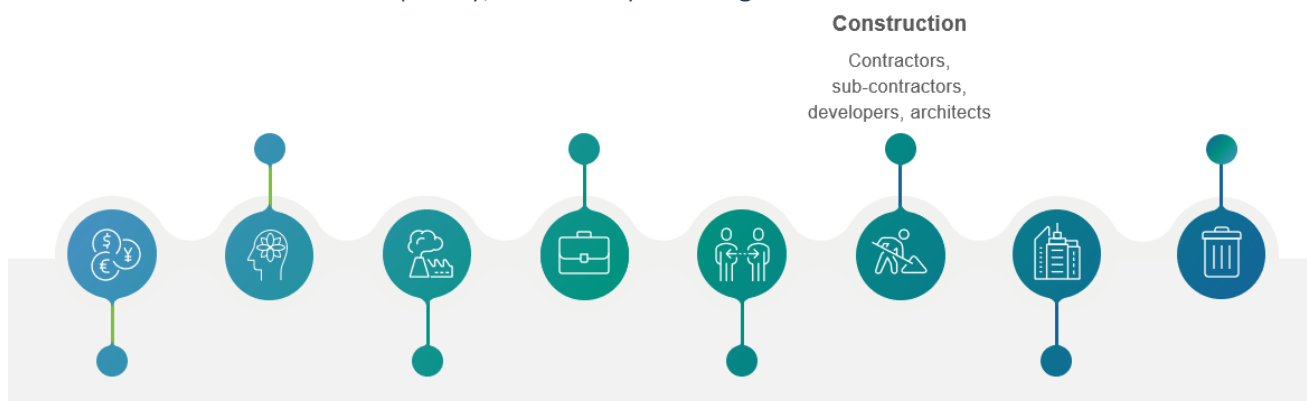 Construction
Contractors,
sub-contractors,
developers, architects